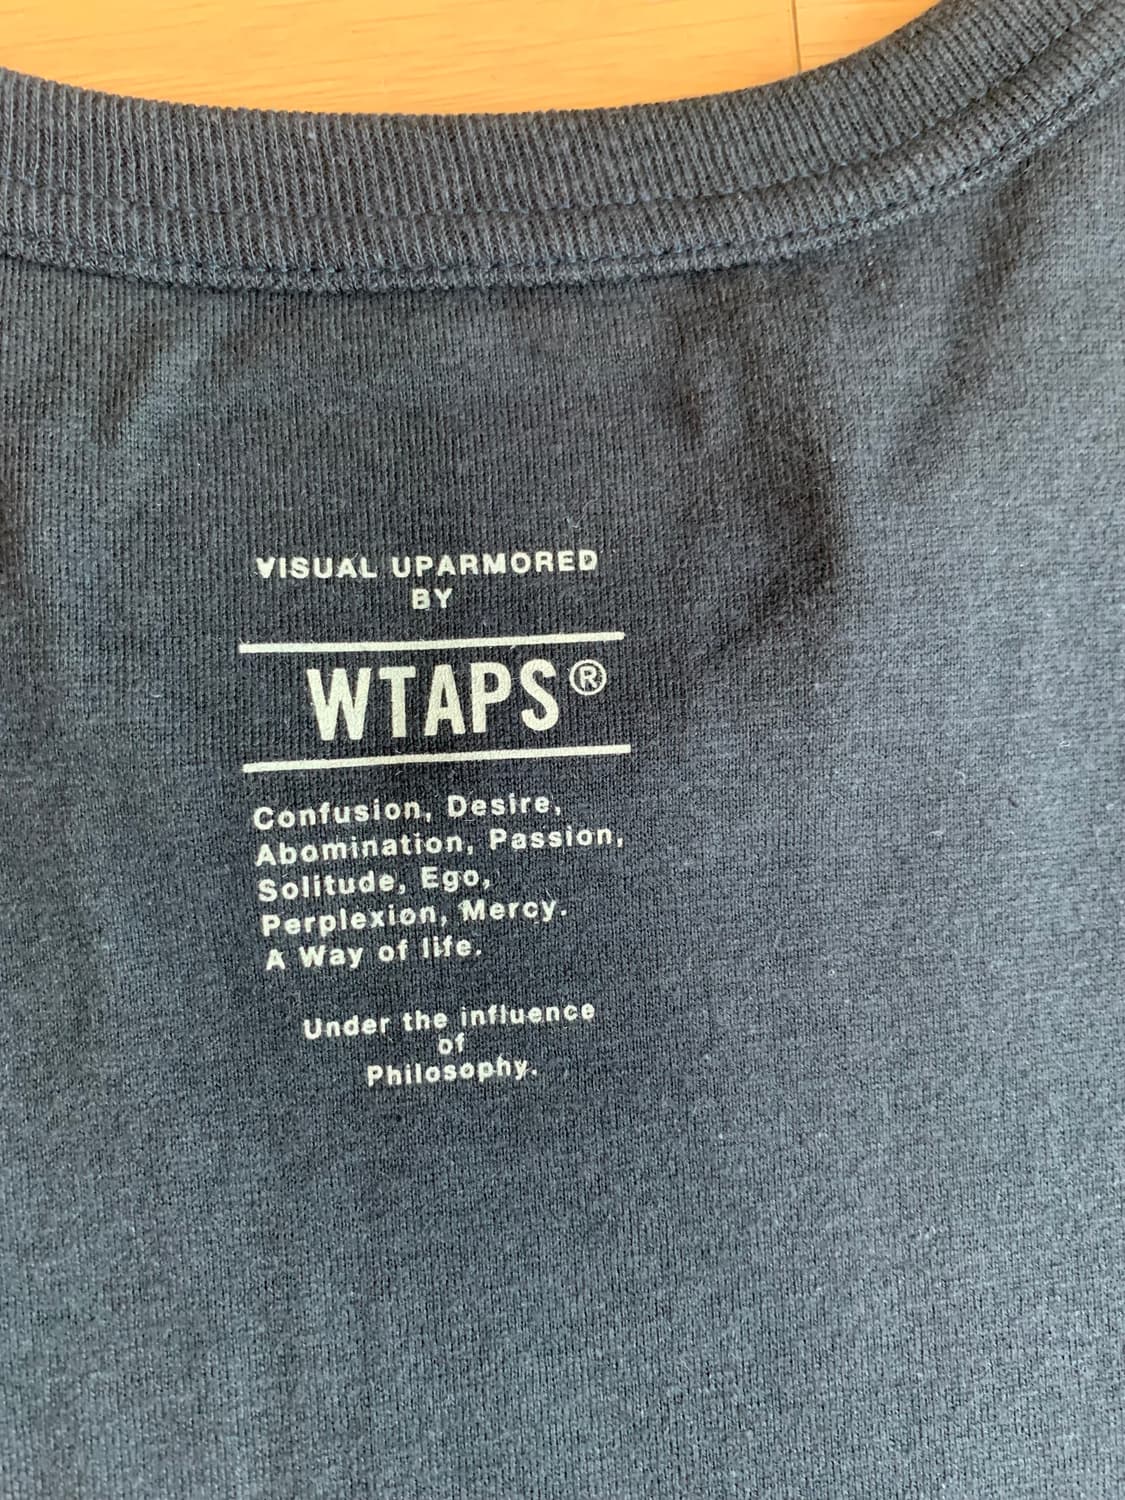 VISUAL UPARMORED
BY
WTAPS®
Confusion, Desire,
Abomination, Passion,
Solitude, Ego,
Perplexion, Mercy.
A Way of life.
Under the influence
of
Philosophy.